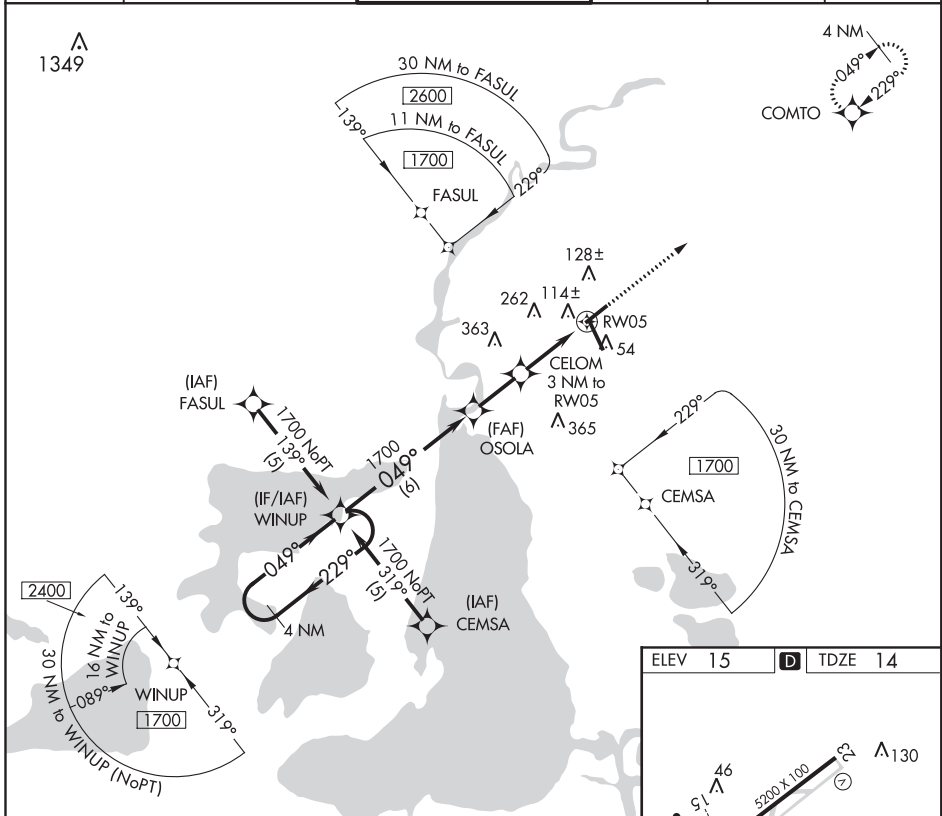 1349
4 NM
049°
229°
COMTO
30 NM to FASUL
2600
139°
11 NM to FASUL
1700
229°
FASUL
128±
262
114±
363
RW05
54
CELOM
3 NM to
RW05
365
(IAF)
FASUL
1700 NoPT
139°
(5)
(FAF)
OSOLA
1700
049°
(6)
(IF/IAF)
WINUP
049°
229°
4 NM
1700 NoPT
319°
(5)
(IAF)
CEMSA
229°
1700
30 NM to CEMSA
CEMSA
319°
2400
139°
16 NM to
WINUP
089°
30 NM to WINUP (NoPT)
WINUP
1700
319°
ELEV 15
D
TDZE 14
46
15
5200 X 100
23
V
130